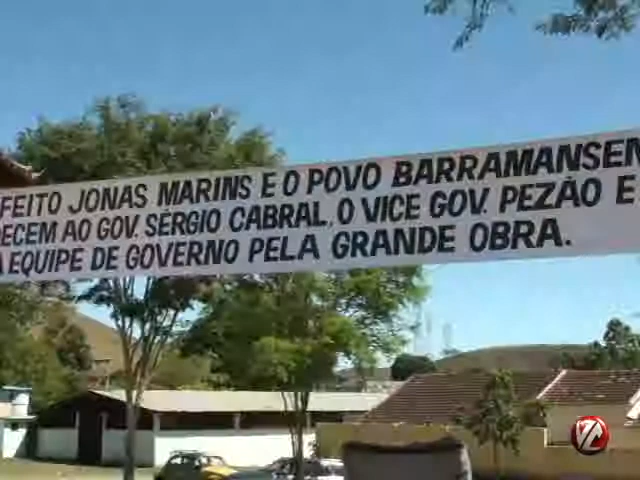 FEITO JONAS MARINS E O POVO BARRAMANSEN
DECEM AO GOV. SÉRGIO CABRAL, O VICE GOV. PEZÃO E
A EQUIPE DE GOVERNO PELA GRANDE OBRA.